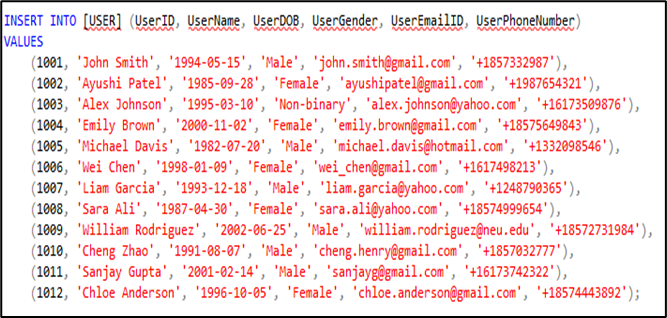 INSERT INTO [USER] (UserID, UserName, UserDOB, UserGender, UserEmailID, UserPhoneNumber)
VALUES
(1001, 'John Smith', '1994-05-15', 'Male', 'john.smith@gmail.com', '+1857332987'),
(1002, 'Ayushi Patel', '1985-09-28', 'Female', 'ayushipatel@gmail.com', '+1987654321'),
(1003, 'Alex Johnson', '1995-03-10', 'Non-binary', 'alex.johnson@yahoo.com', '+16173509876'),
(1004, 'Emily Brown', '2000-11-02', 'Female', 'emily.brown@gmail.com', '+18575649843'),
(1005, 'Michael Davis', '1982-07-20', 'Male', 'michael.davis@hotmail.com', '+1332098546'),
(1006, 'Wei Chen', '1998-01-09', 'Female', 'wei_chen@gmail.com', '+1617498213'),
(1007, 'Liam Garcia', '1993-12-18', 'Male', 'liam.garcia@yahoo.com', '+1248790365'),
(1008, 'Sara Ali', '1987-04-30', 'Female', 'sara.ali@yahoo.com', '+18574999654'),
(1009, 'William Rodriguez', '2002-06-25', 'Male', 'william.rodriguez@neu.edu', '+18572731984'),
(1010, 'Cheng Zhao', '1991-08-07', 'Male', 'cheng.henry@gmail.com', '+1857032777'),
(1011, 'Sanjay Gupta', '2001-02-14', 'Male', 'sanjayg@gmail.com', '+16173742322'),
(1012, 'Chloe Anderson', '1996-10-05', 'Female', 'chloe.anderson@gmail.com', '+18574443892');